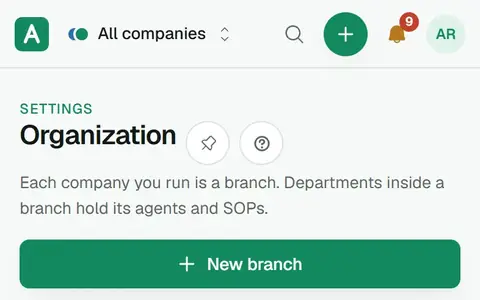 A
All companies
9
AR
SETTINGS
Organization
Each company you run is a branch. Departments inside a
branch hold its agents and SOPs.
New branch